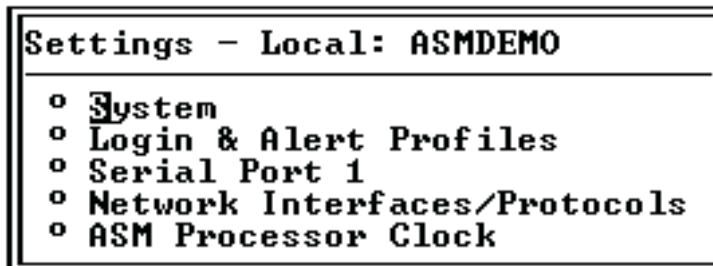 Settings – Local: ASMDEMO
º System
º Login & Alert Profiles
º Serial Port 1
º Network Interfaces/Protocols
º ASM Processor Clock